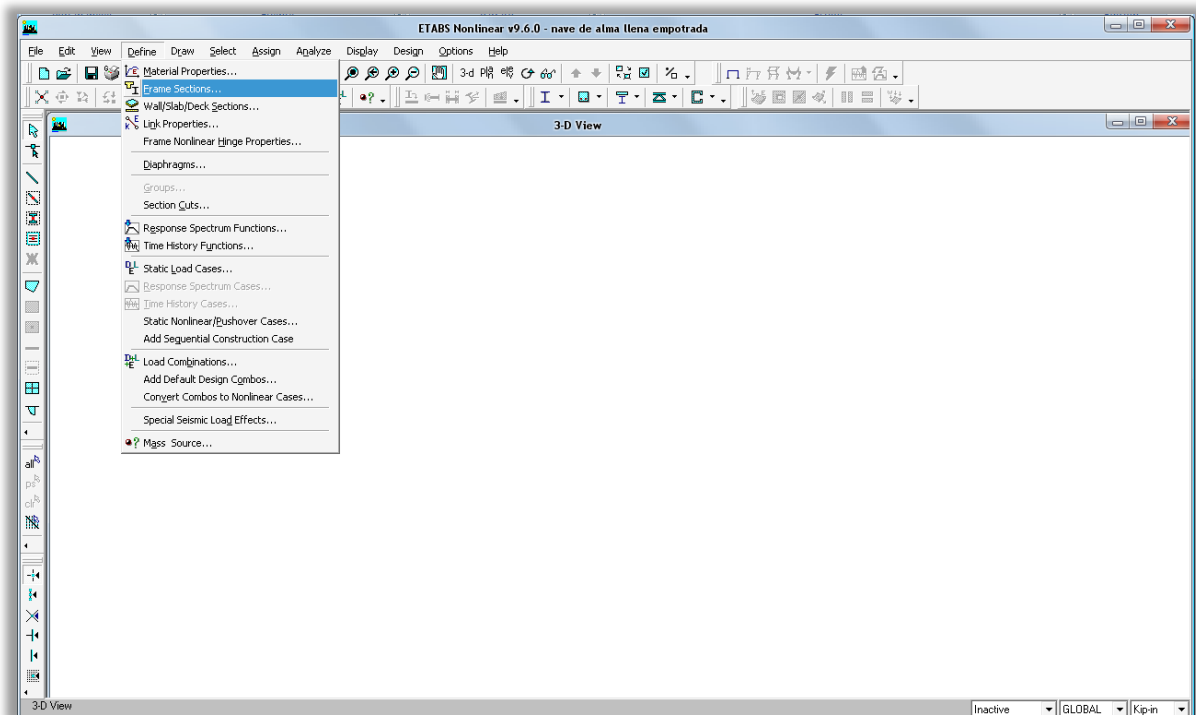 ETABS Nonlinear v9.6.0 - nave de alma llena empotrada
File Edit View Define Draw Select Assign Analyze Display Design Options Help
Material Properties...
Frame Sections...
Wall/Slab/Deck Sections...
Link Properties...
Frame Nonlinear Hinge Properties...
Diaphragms...
Groups...
Section Cuts...
Response Spectrum Functions...
Time History Functions...
Static Load Cases...
Response Spectrum Cases...
Time History Cases...
Static Nonlinear/Pushover Cases...
Add Sequential Construction Case
Load Combinations...
Add Default Design Combos...
Convert Combos to Nonlinear Cases...
Special Seismic Load Effects...
Mass Source...
3-d
3-D View
all
ps
clr
3-D View
Inactive GLOBAL Kip-in